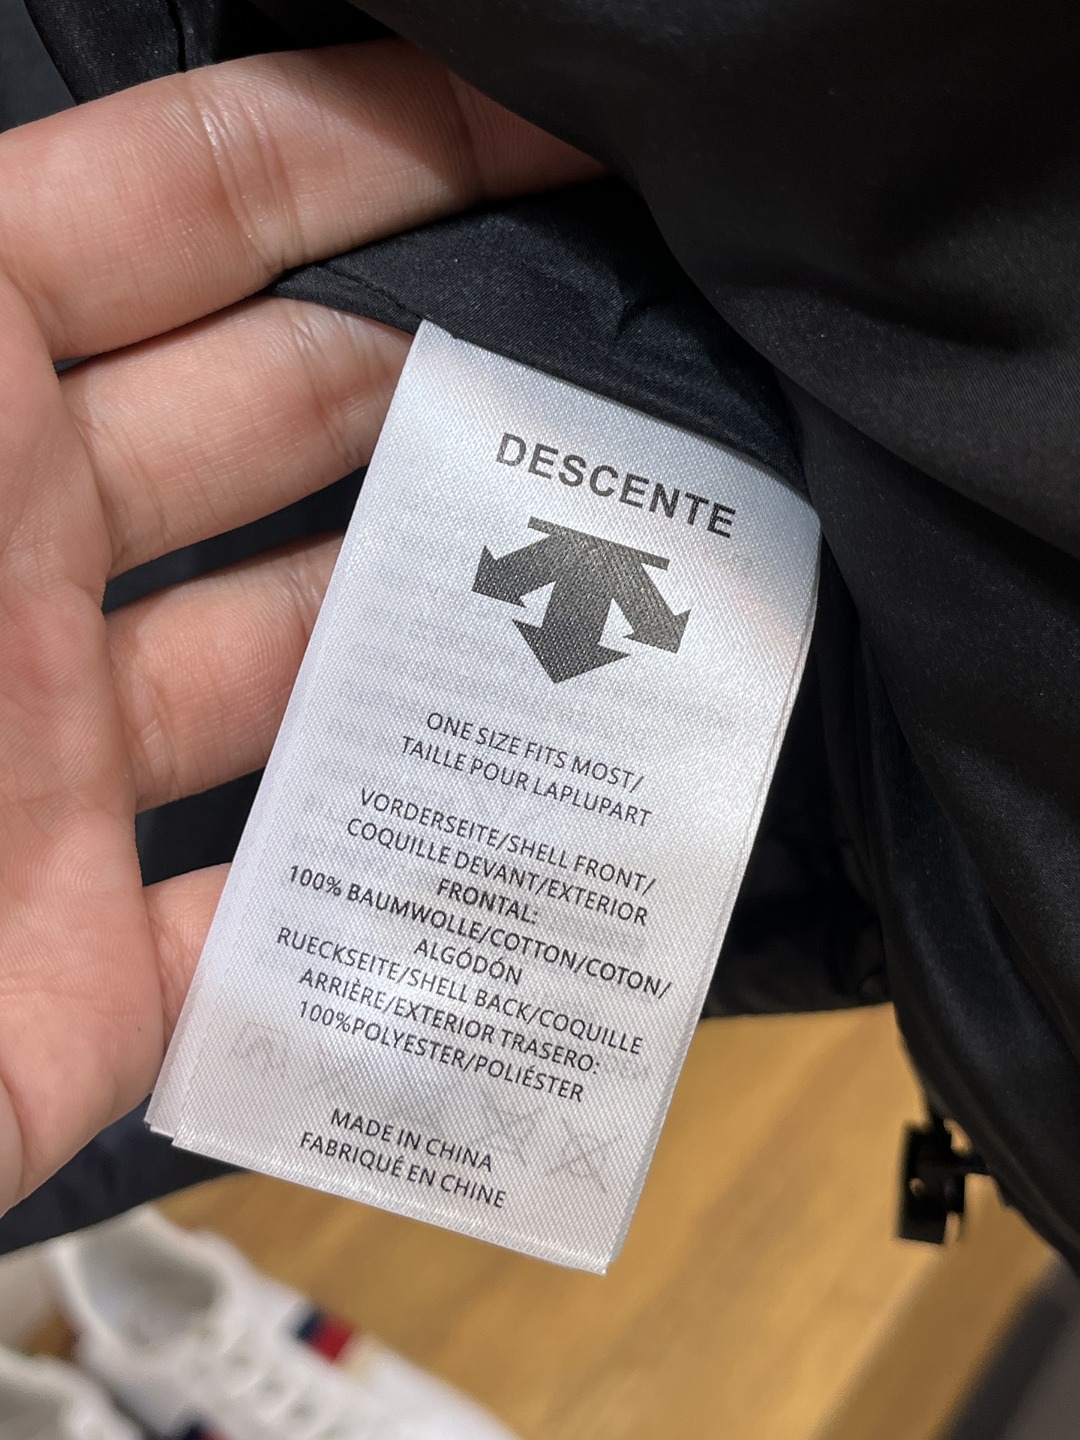 DESCENTE
ONE SIZE FITS MOST/
TAILLE POUR LAPLUPART
VORDERSEITE/SHELL FRONT/
COQUILLE DEVANT/EXTERIOR
FRONTAL:
100% BAUMWOLLE/COTTON/COTON/
ALGÓDÓN
RUECKSEITE/SHELL BACK/COQUILLE
ARRIÈRE/EXTERIOR TRASERO:
100%POLYESTER/POLIÉSTER
MADE IN CHINA
FABRIQUÉ EN CHINE